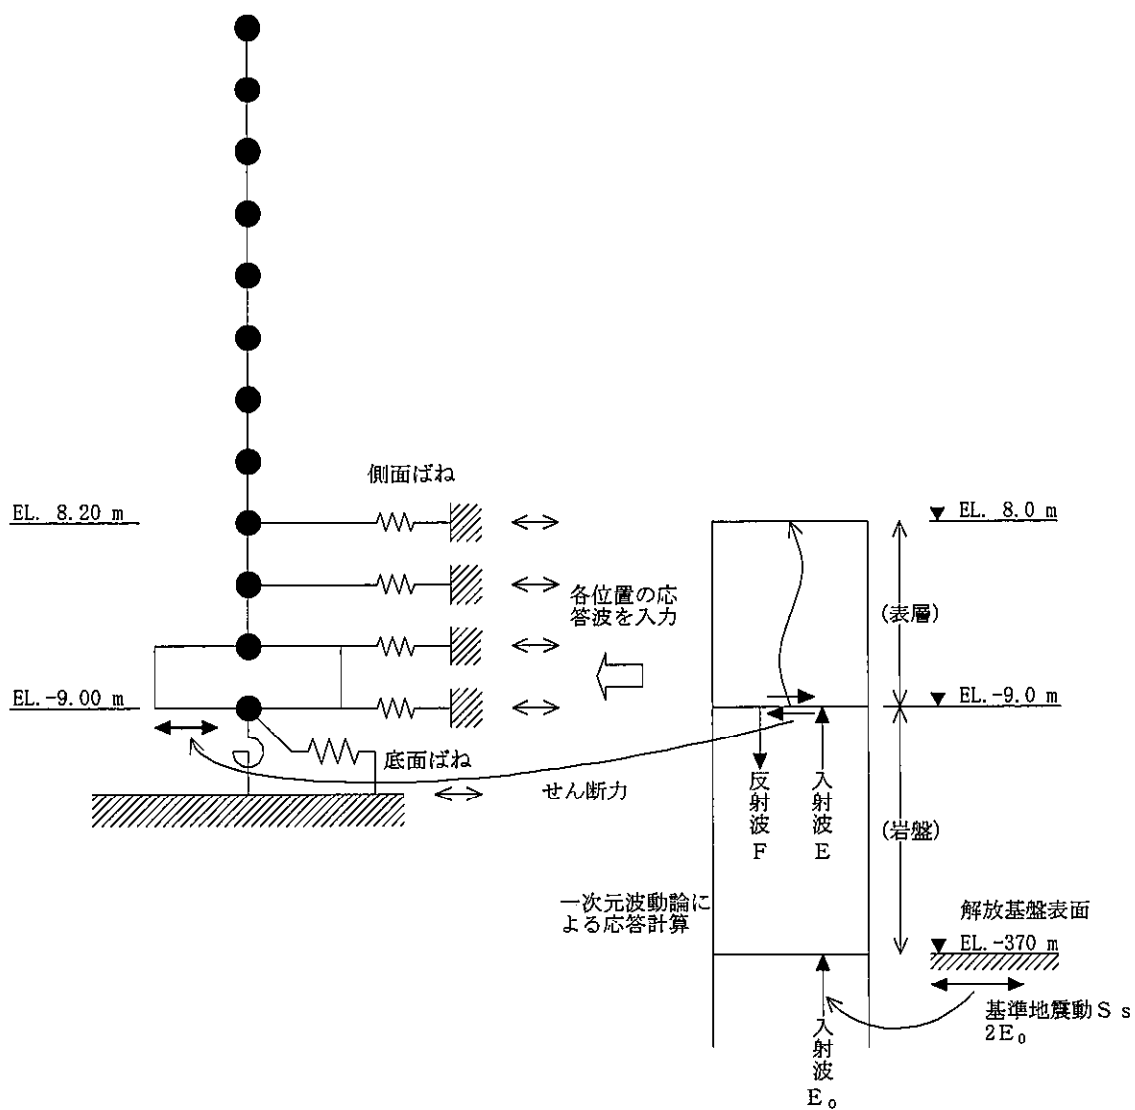 側面ばね
EL. 8.20 m
EL. 8.0 m
各位置の応
答波を入力
(表層)
EL.-9.00 m
EL.-9.0 m
底面ばね
せん断力
反射波F
入射波E
(岩盤)
一次元波動論に
よる応答計算
解放基盤表面
EL.-370 m
基準地震動Ss
2E₀
入射波E₀